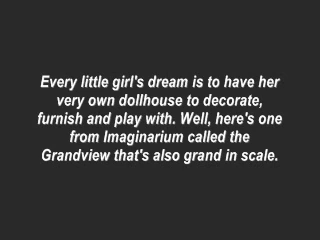 Every little girl's dream is to have her
very own dollhouse to decorate,
furnish and play with. Well, here's one
from Imaginarium called the
Grandview that's also grand in scale.